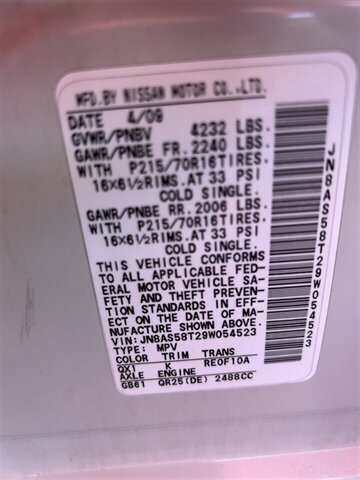 MFD.BY NISSAN MOTOR CO.,LTD.
DATE 4/09
GVWR/PNBV 4232 LBS.
GAWR/PNBE FR. 2240 LBS.
WITH P215/70R16TIRES.
16X6½RIMS.AT 33 PSI
COLD SINGLE.
GAWR/PNBE RR. 2006 LBS.
WITH P215/70R16TIRES.
16X6½RIMS.AT 33 PSI
COLD SINGLE.
THIS VEHICLE CONFORMS
TO ALL APPLICABLE FED-
ERAL MOTOR VEHICLE SA-
FETY AND THEFT PREVEN-
TION STANDARDS IN EFF-
ECT ON THE DATE OF MA-
NUFACTURE SHOWN ABOVE.
VIN:JN8AS58T29W054523
TYPE: MPV
COLOR TRIM TRANS
QX1 K RE0F10A
AXLE ENGINE
GB61 QR25(DE) 2488CC
JN8AS58T29W054523